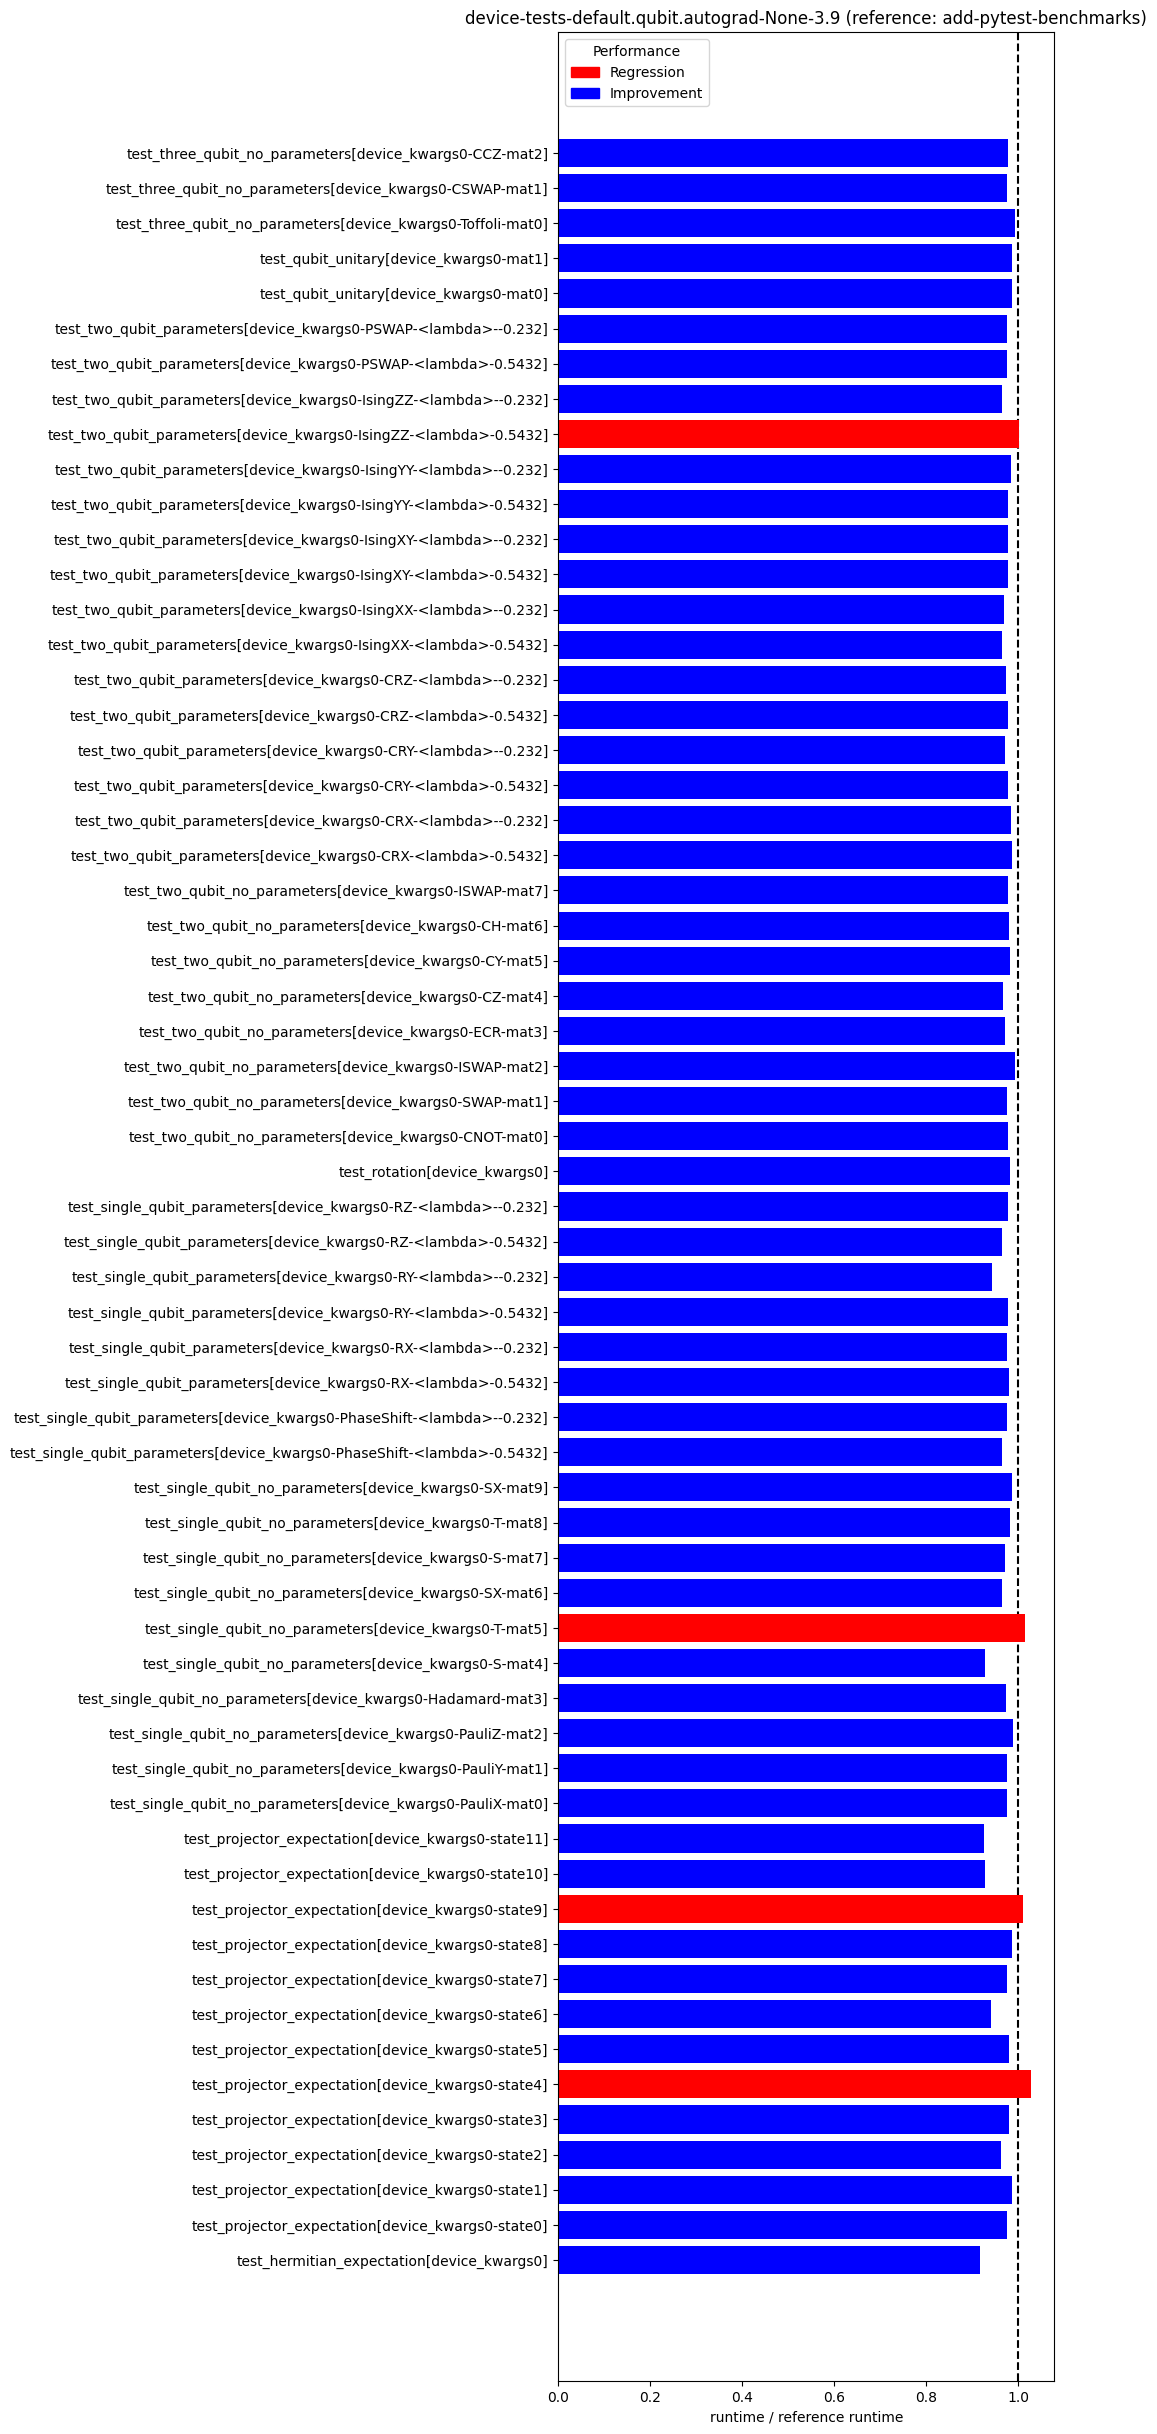 device-tests-default.qubit.autograd-None-3.9 (reference: add-pytest-benchmarks)
Performance
Regression
Improvement
test_three_qubit_no_parameters[device_kwargs0-CCZ-mat2]
test_three_qubit_no_parameters[device_kwargs0-CSWAP-mat1]
test_three_qubit_no_parameters[device_kwargs0-Toffoli-mat0]
test_qubit_unitary[device_kwargs0-mat1]
test_qubit_unitary[device_kwargs0-mat0]
test_two_qubit_parameters[device_kwargs0-PSWAP-<lambda>--0.232]
test_two_qubit_parameters[device_kwargs0-PSWAP-<lambda>-0.5432]
test_two_qubit_parameters[device_kwargs0-IsingZZ-<lambda>--0.232]
test_two_qubit_parameters[device_kwargs0-IsingZZ-<lambda>-0.5432]
test_two_qubit_parameters[device_kwargs0-IsingYY-<lambda>--0.232]
test_two_qubit_parameters[device_kwargs0-IsingYY-<lambda>-0.5432]
test_two_qubit_parameters[device_kwargs0-IsingXY-<lambda>--0.232]
test_two_qubit_parameters[device_kwargs0-IsingXY-<lambda>-0.5432]
test_two_qubit_parameters[device_kwargs0-IsingXX-<lambda>--0.232]
test_two_qubit_parameters[device_kwargs0-IsingXX-<lambda>-0.5432]
test_two_qubit_parameters[device_kwargs0-CRZ-<lambda>--0.232]
test_two_qubit_parameters[device_kwargs0-CRZ-<lambda>-0.5432]
test_two_qubit_parameters[device_kwargs0-CRY-<lambda>--0.232]
test_two_qubit_parameters[device_kwargs0-CRY-<lambda>-0.5432]
test_two_qubit_parameters[device_kwargs0-CRX-<lambda>--0.232]
test_two_qubit_parameters[device_kwargs0-CRX-<lambda>-0.5432]
test_two_qubit_no_parameters[device_kwargs0-ISWAP-mat7]
test_two_qubit_no_parameters[device_kwargs0-CH-mat6]
test_two_qubit_no_parameters[device_kwargs0-CY-mat5]
test_two_qubit_no_parameters[device_kwargs0-CZ-mat4]
test_two_qubit_no_parameters[device_kwargs0-ECR-mat3]
test_two_qubit_no_parameters[device_kwargs0-ISWAP-mat2]
test_two_qubit_no_parameters[device_kwargs0-SWAP-mat1]
test_two_qubit_no_parameters[device_kwargs0-CNOT-mat0]
test_rotation[device_kwargs0]
test_single_qubit_parameters[device_kwargs0-RZ-<lambda>--0.232]
test_single_qubit_parameters[device_kwargs0-RZ-<lambda>-0.5432]
test_single_qubit_parameters[device_kwargs0-RY-<lambda>--0.232]
test_single_qubit_parameters[device_kwargs0-RY-<lambda>-0.5432]
test_single_qubit_parameters[device_kwargs0-RX-<lambda>--0.232]
test_single_qubit_parameters[device_kwargs0-RX-<lambda>-0.5432]
test_single_qubit_parameters[device_kwargs0-PhaseShift-<lambda>--0.232]
test_single_qubit_parameters[device_kwargs0-PhaseShift-<lambda>-0.5432]
test_single_qubit_no_parameters[device_kwargs0-SX-mat9]
test_single_qubit_no_parameters[device_kwargs0-T-mat8]
test_single_qubit_no_parameters[device_kwargs0-S-mat7]
test_single_qubit_no_parameters[device_kwargs0-SX-mat6]
test_single_qubit_no_parameters[device_kwargs0-T-mat5]
test_single_qubit_no_parameters[device_kwargs0-S-mat4]
test_single_qubit_no_parameters[device_kwargs0-Hadamard-mat3]
test_single_qubit_no_parameters[device_kwargs0-PauliZ-mat2]
test_single_qubit_no_parameters[device_kwargs0-PauliY-mat1]
test_single_qubit_no_parameters[device_kwargs0-PauliX-mat0]
test_projector_expectation[device_kwargs0-state11]
test_projector_expectation[device_kwargs0-state10]
test_projector_expectation[device_kwargs0-state9]
test_projector_expectation[device_kwargs0-state8]
test_projector_expectation[device_kwargs0-state7]
test_projector_expectation[device_kwargs0-state6]
test_projector_expectation[device_kwargs0-state5]
test_projector_expectation[device_kwargs0-state4]
test_projector_expectation[device_kwargs0-state3]
test_projector_expectation[device_kwargs0-state2]
test_projector_expectation[device_kwargs0-state1]
test_projector_expectation[device_kwargs0-state0]
test_hermitian_expectation[device_kwargs0]
0.0 0.2 0.4 0.6 0.8 1.0
runtime / reference runtime